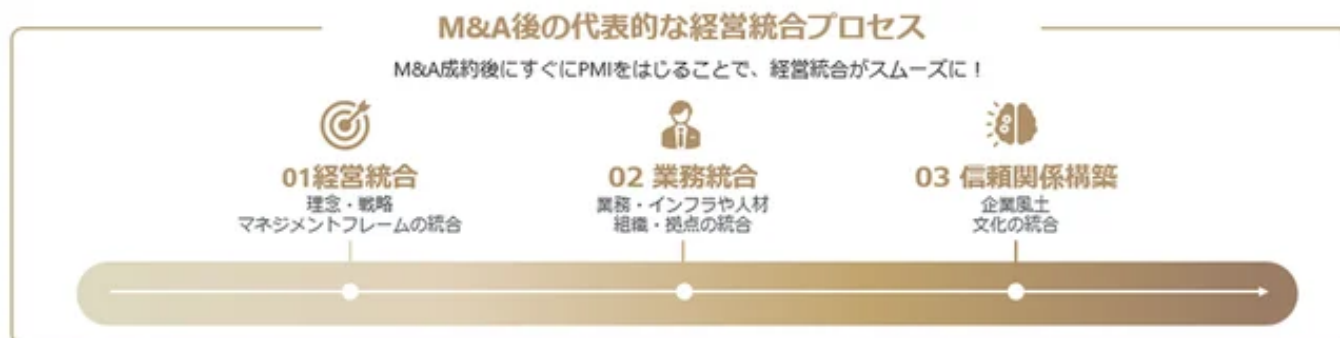 M&A後の代表的な経営統合プロセス
M&A成約後にすぐにPMIをはじることで、経営統合がスムーズに！
01経営統合
理念・戦略
マネジメントフレームの統合
02 業務統合
業務・インフラや人材
組織・拠点の統合
03 信頼関係構築
企業風土
文化の統合